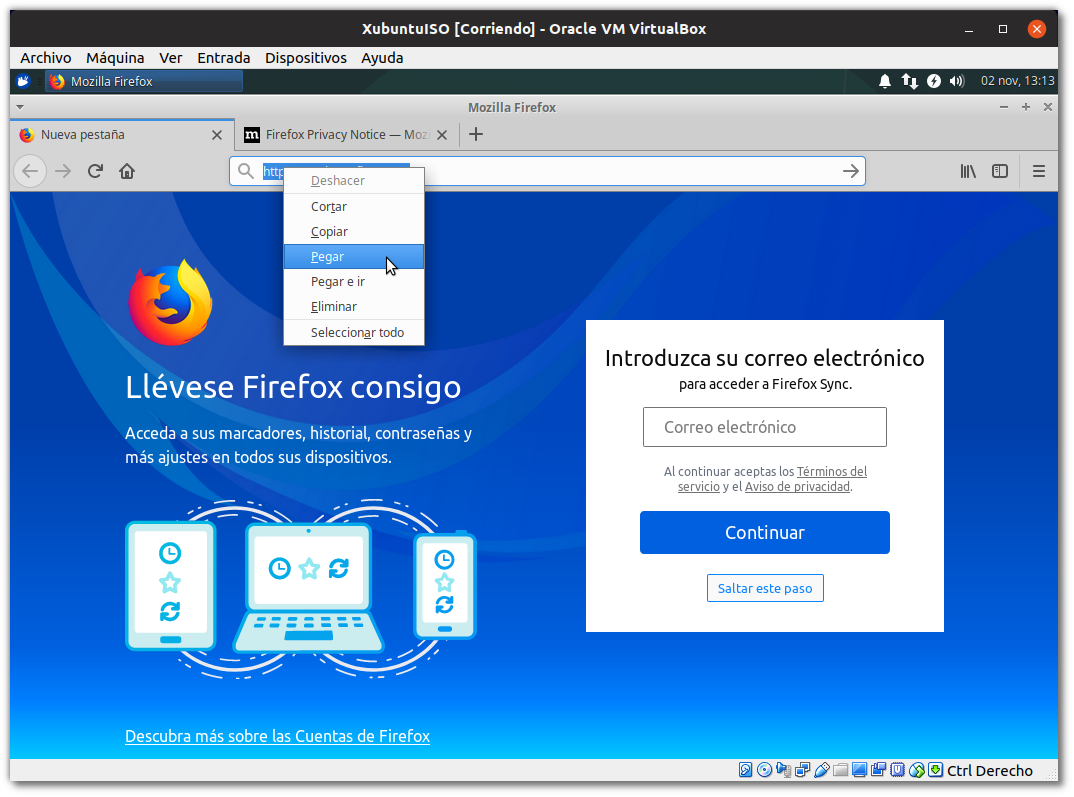 XubuntuISO [Corriendo] - Oracle VM VirtualBox
Archivo Máquina Ver Entrada Dispositivos Ayuda
Mozilla Firefox
02 nov, 13:13
Mozilla Firefox
Nueva pestaña
Firefox Privacy Notice — Moz
Deshacer
Cortar
Copiar
Pegar
Pegar e ir
Eliminar
Seleccionar todo
Llévese Firefox consigo
Acceda a sus marcadores, historial, contraseñas y
más ajustes en todos sus dispositivos.
Descubra más sobre las Cuentas de Firefox
Introduzca su correo electrónico
para acceder a Firefox Sync.
Correo electrónico
Al continuar aceptas los Términos del
servicio y el Aviso de privacidad.
Continuar
Saltar este paso
Ctrl Derecho